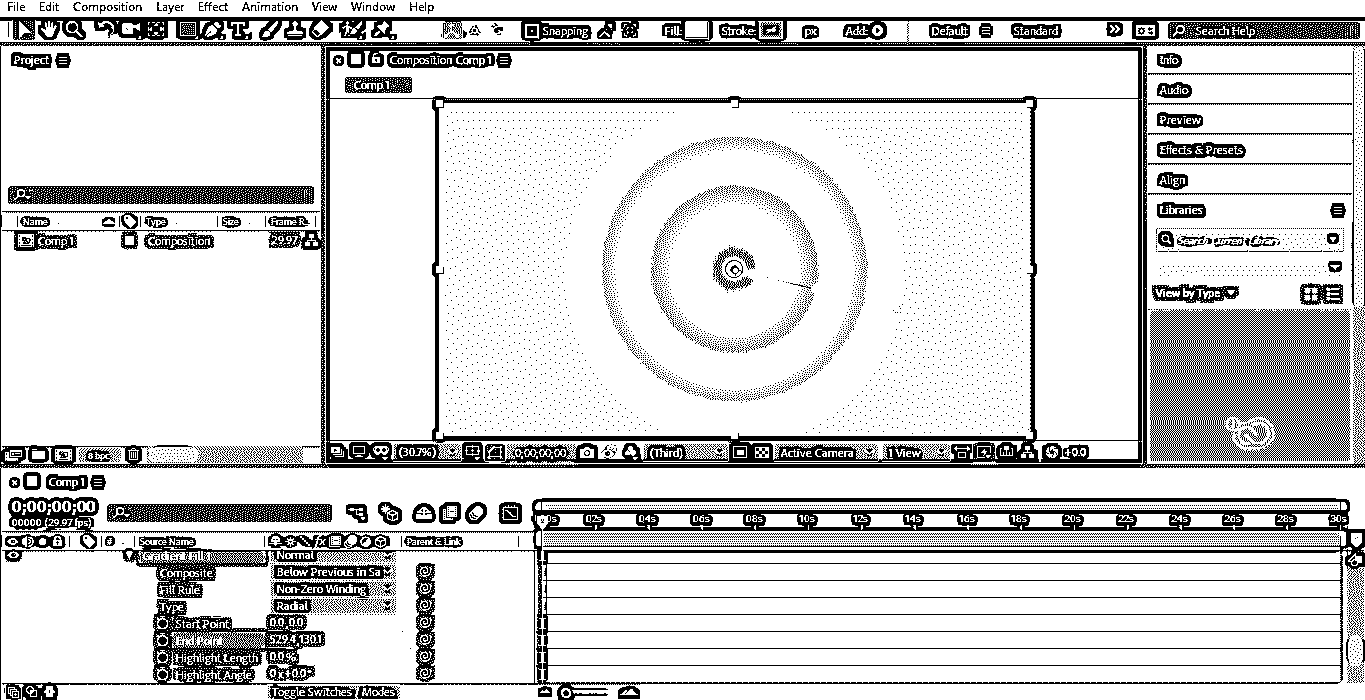 File Edit Composition Layer Effect Animation View Window Help
Snapping Fill: Stroke: px Add: Default Standard Search Help
Project
Composition Comp 1
Comp 1
Info
Audio
Preview
Effects & Presets
Align
Libraries
Search Current Library
View by Type
Name Type Size Frame R..
Comp 1 Composition 29.97
8 bpc
(30.7%) 0;00;00;00 (Third) Active Camera 1 View +0.0
Comp 1
0;00;00;00
00000 (29.97 fps)
02s 04s 06s 08s 10s 12s 14s 16s 18s 20s 22s 24s 26s 28s 30s
# Source Name Parent & Link
Gradient Fill 1 Normal
Composite Below Previous in Sa
Fill Rule Non-Zero Winding
Type Radial
Start Point 0.0, 0.0
End Point 529.4, 130.1
Highlight Length 0.0%
Highlight Angle 0 x +0.0°
Toggle Switches / Modes